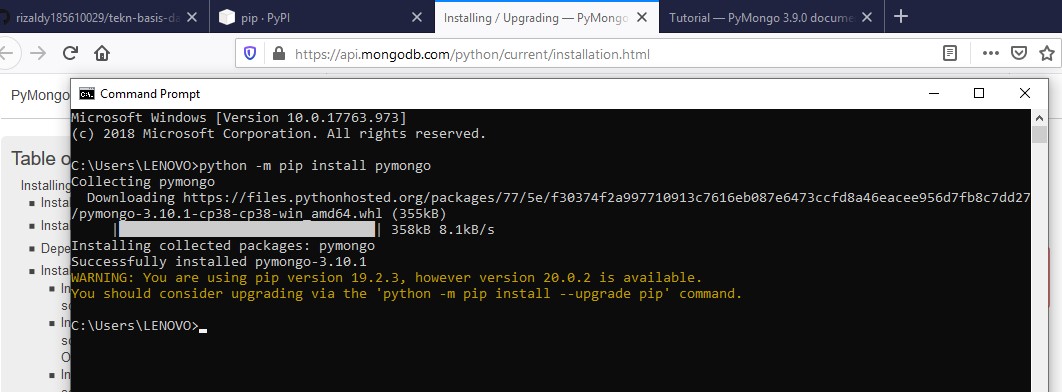 rizaldy185610029/tekn-basis-da
pip · PyPI
Installing / Upgrading — PyMongo
Tutorial — PyMongo 3.9.0 docume
https://api.mongodb.com/python/current/installation.html
PyMongo
Command Prompt
Table o
Installing
Insta
Insta
Depe
Insta
In
so
In
so
O
In
so
Microsoft Windows [Version 10.0.17763.973]
(c) 2018 Microsoft Corporation. All rights reserved.
C:\Users\LENOVO>python -m pip install pymongo
Collecting pymongo
Downloading https://files.pythonhosted.org/packages/77/5e/f30374f2a997710913c7616eb087e6473ccfd8a46eacee956d7fb8c7dd27
/pymongo-3.10.1-cp38-cp38-win_amd64.whl (355kB)
|████████████████████████████████| 358kB 8.1kB/s
Installing collected packages: pymongo
Successfully installed pymongo-3.10.1
WARNING: You are using pip version 19.2.3, however version 20.0.2 is available.
You should consider upgrading via the 'python -m pip install --upgrade pip' command.
C:\Users\LENOVO>